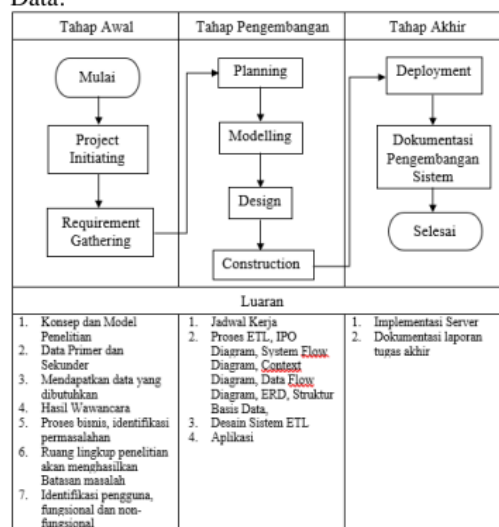 Data.
Tahap Awal
Tahap Pengembangan
Tahap Akhir
Mulai
Project
Initiating
Requirement
Gathering
Planning
Modelling
Design
Construction
Deployment
Dokumentasi
Pengembangan
Sistem
Selesai
Luaran
1. Konsep dan Model
Penelitian
2. Data Primer dan
Sekunder
3. Mendapatkan data yang
dibutuhkan
4. Hasil Wawancara
5. Proses bisnis, identifikasi
permasalahan
6. Ruang lingkup penelitian
akan menghasilkan
Batasan masalah
7. Identifikasi pengguna,
fungsional dan non-
fungsional
1. Jadwal Kerja
2. Proses ETL, IPO
Diagram, System Flow
Diagram, Context
Diagram, Data Flow
Diagram, ERD, Struktur
Basis Data,
3. Desain Sistem ETL
4. Aplikasi
1. Implementasi Server
2. Dokumentasi laporan
tugas akhir